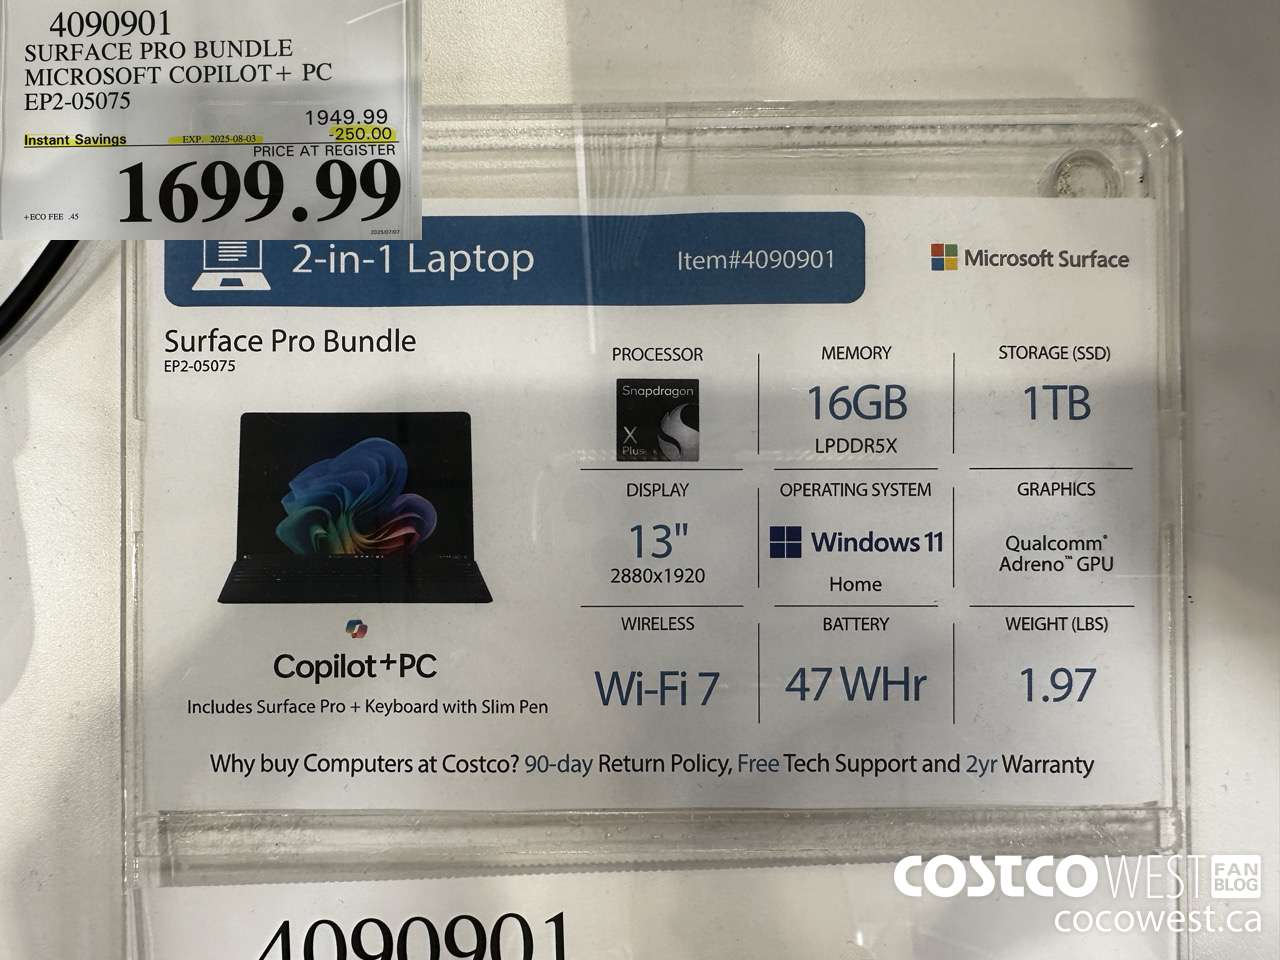 4090901
SURFACE PRO BUNDLE
MICROSOFT COPILOT+ PC
EP2-05075
1949.99
Instant Savings EXP. 2025-08-03 -250.00
PRICE AT REGISTER
1699.99
+ECO FEE .45
2025/07/07
2-in-1 Laptop Item#4090901
Microsoft Surface
Surface Pro Bundle
EP2-05075
Copilot+PC
Includes Surface Pro + Keyboard with Slim Pen
PROCESSOR
Snapdragon
X
Plus
MEMORY
16GB
LPDDR5X
STORAGE (SSD)
1TB
DISPLAY
13"
2880x1920
OPERATING SYSTEM
Windows 11
Home
GRAPHICS
Qualcomm®
Adreno™ GPU
WIRELESS
Wi-Fi 7
BATTERY
47 WHr
WEIGHT (LBS)
1.97
Why buy Computers at Costco? 90-day Return Policy, Free Tech Support and 2yr Warranty
4090901
COSTCO WEST FAN BLOG
cocowest.ca